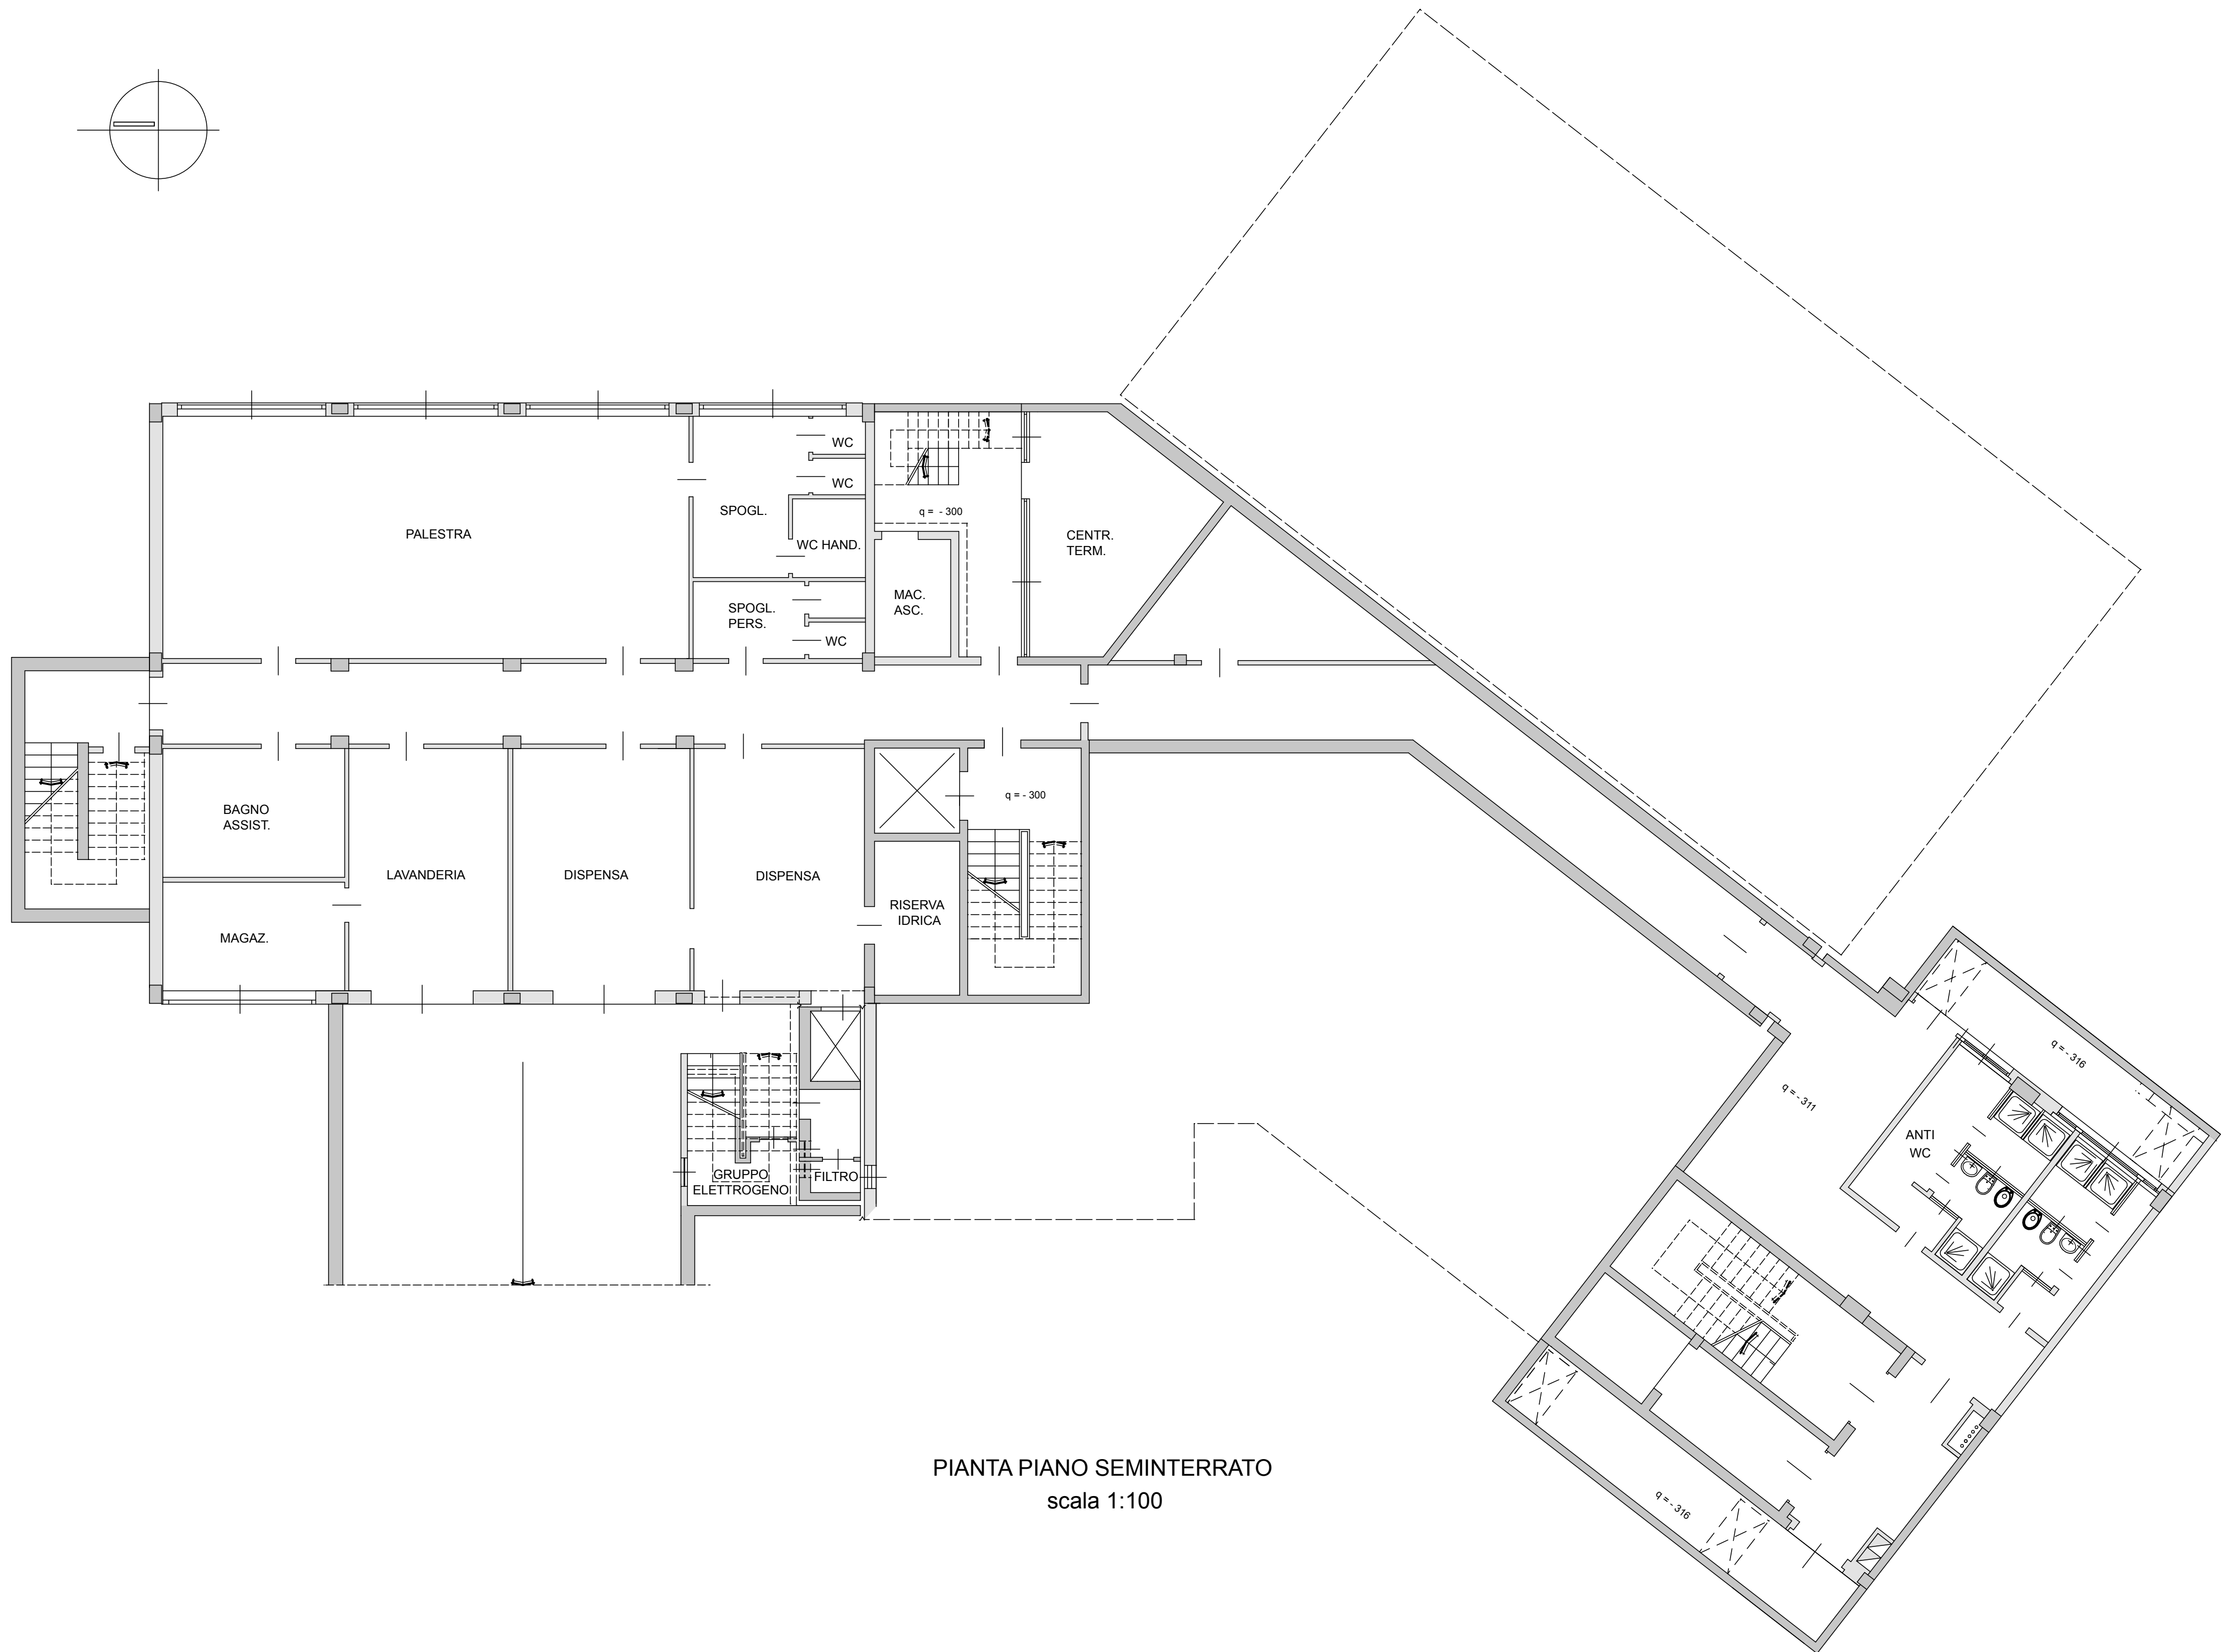 WC
WC
SPOGL.
q = - 300
PALESTRA
WC HAND.
CENTR.
TERM.
MAC.
ASC.
SPOGL.
PERS.
WC
q = - 300
BAGNO
ASSIST.
LAVANDERIA
DISPENSA
DISPENSA
RISERVA
IDRICA
MAGAZ.
q = - 316
q = - 311
ANTI
WC
GRUPPO
ELETTROGENO
FILTRO
q = - 316
PIANTA PIANO SEMINTERRATO
scala 1:100